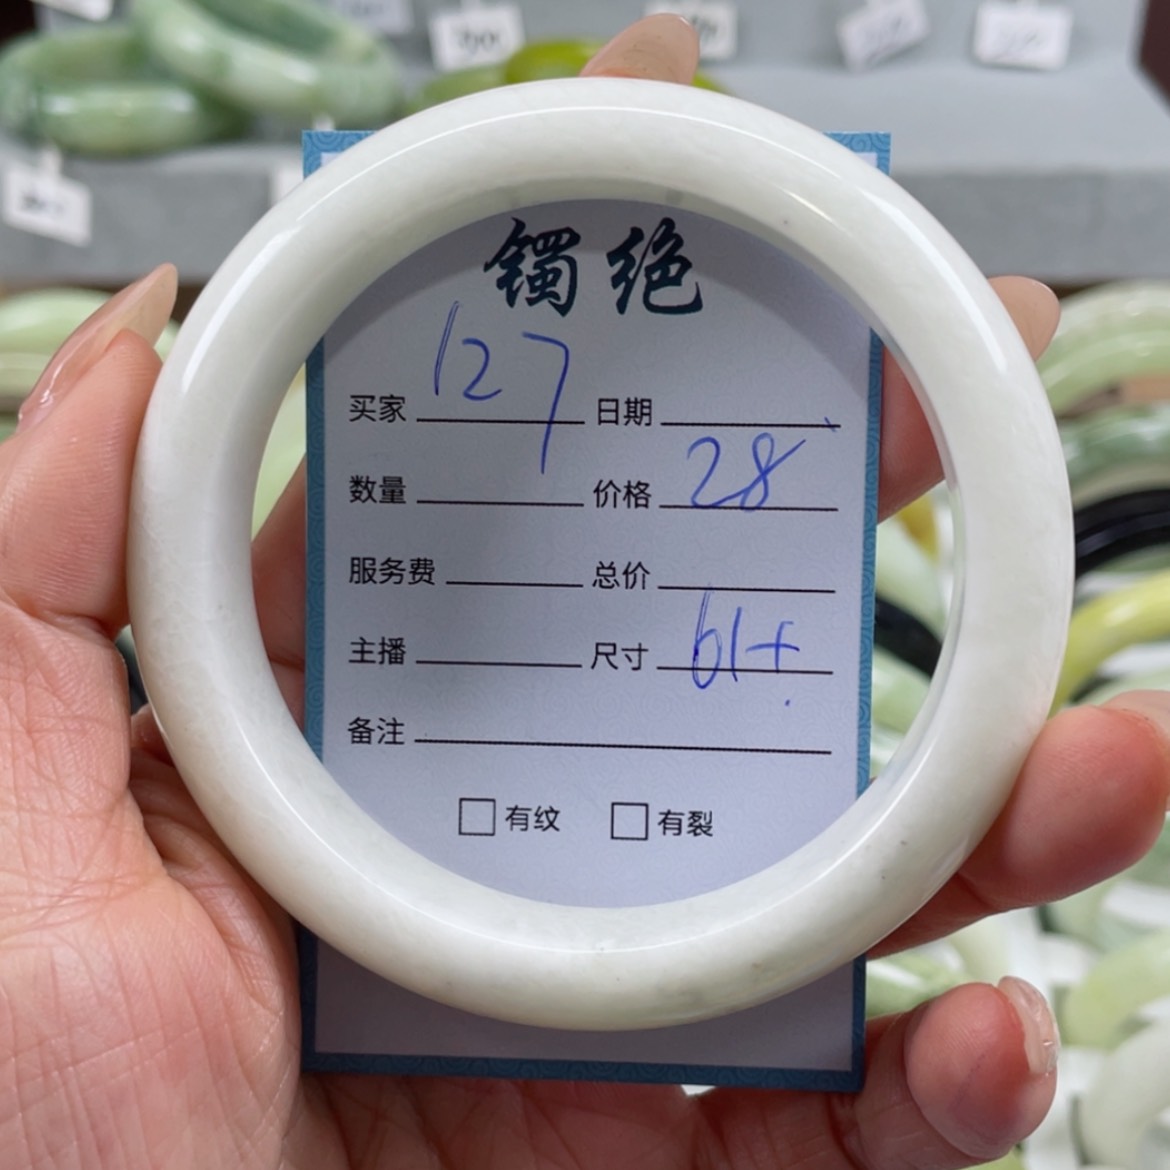 镯绝
买家 127 日期
数量 价格 28
服务费 总价
主播 尺寸 61+
备注
有纹 有裂